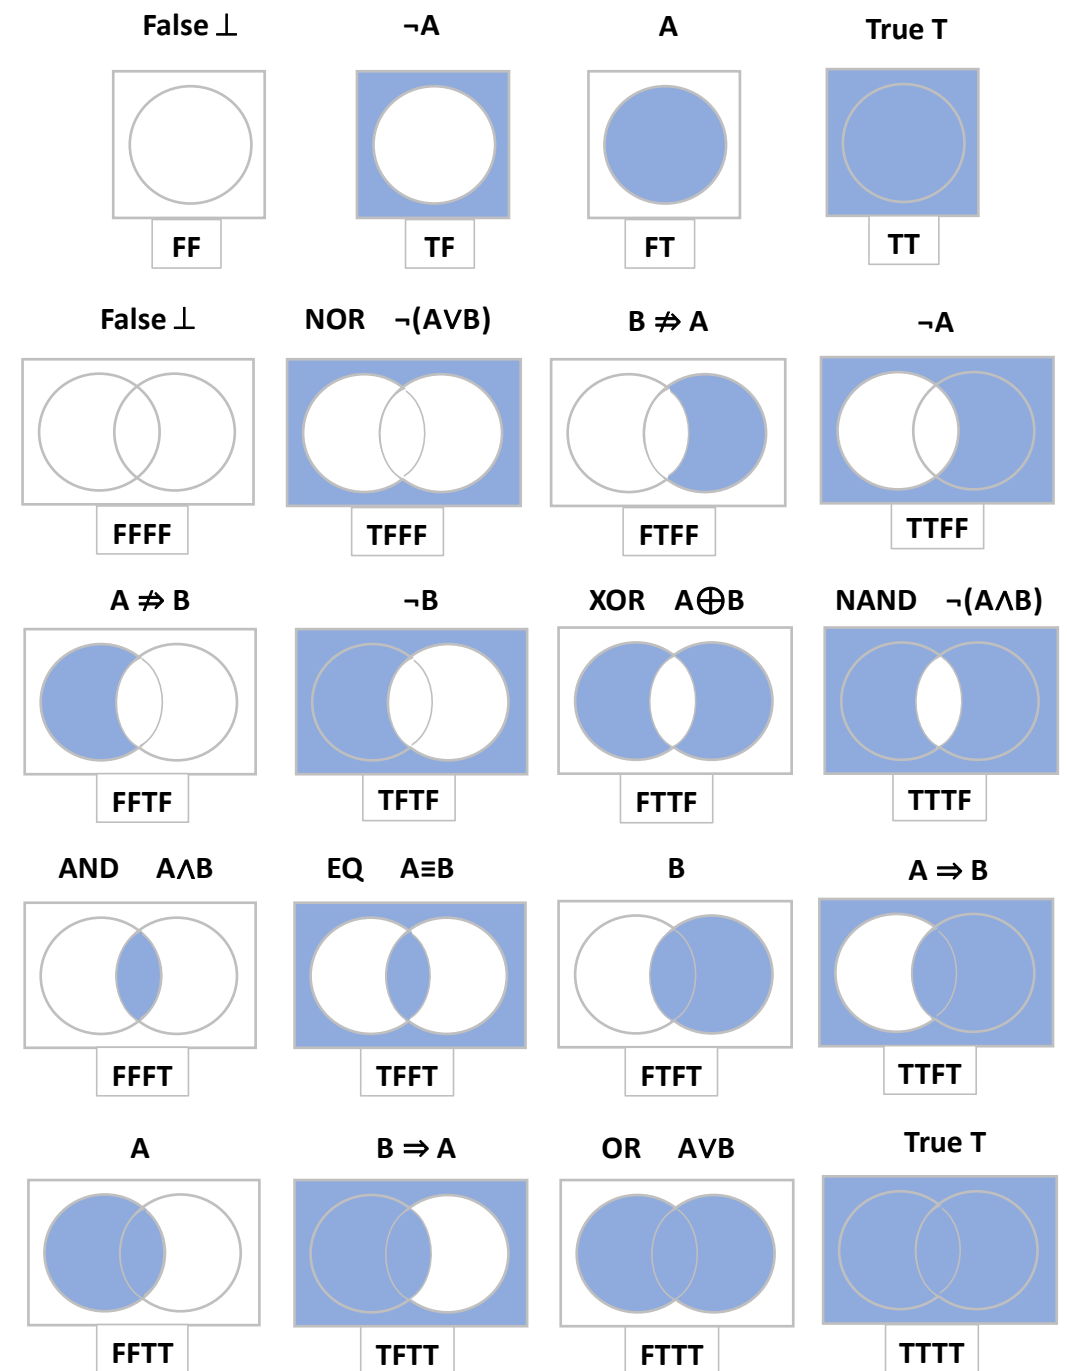 False ⊥ ¬A A True T
FF TF FT TT
False ⊥ NOR ¬(A∨B) B ⇏ A ¬A
FFFF TFFF FTFF TTFF
A ⇏ B ¬B XOR A⊕B NAND ¬(A∧B)
FFTF TFTF FTTF TTTF
AND A∧B EQ A≡B B A ⇒ B
FFFT TFFT FTFT TTFT
A B ⇒ A OR A∨B True T
FFTT TFTT FTTT TTTT